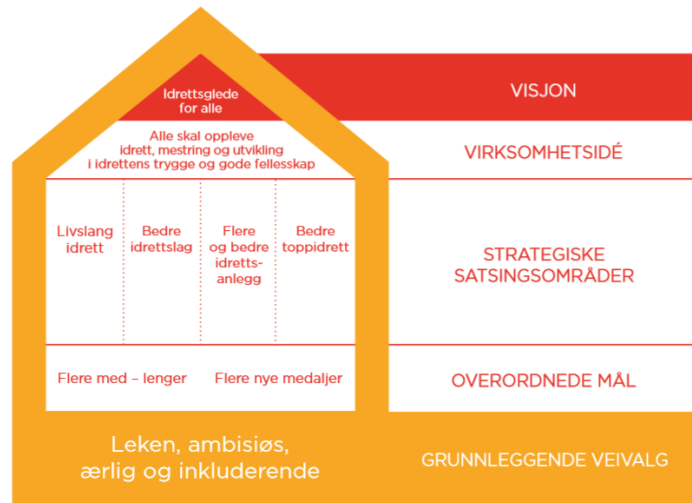 Idrettsglede
for alle
VISJON
Alle skal oppleve
idrett, mestring og utvikling
i idrettens trygge og gode fellesskap
VIRKSOMHETSIDÉ
Livslang
idrett
Bedre
idrettslag
Flere
og bedre
idretts-
anlegg
Bedre
toppidrett
STRATEGISKE
SATSINGSOMRÅDER
Flere med – lenger
Flere nye medaljer
OVERORDNEDE MÅL
Leken, ambisiøs,
ærlig og inkluderende
GRUNNLEGGENDE VEIVALG